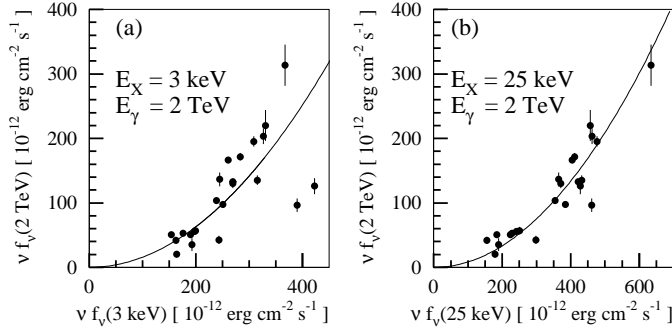 (a)
E_X = 3 keV
E_γ = 2 TeV
400
300
200
100
0
0 200 400
ν f_ν(2 TeV) [ 10^-12 erg cm^-2 s^-1 ]
ν f_ν(3 keV) [ 10^-12 erg cm^-2 s^-1 ]
(b)
E_X = 25 keV
E_γ = 2 TeV
400
300
200
100
0
0 200 400 600
ν f_ν(2 TeV) [ 10^-12 erg cm^-2 s^-1 ]
ν f_ν(25 keV) [ 10^-12 erg cm^-2 s^-1 ]